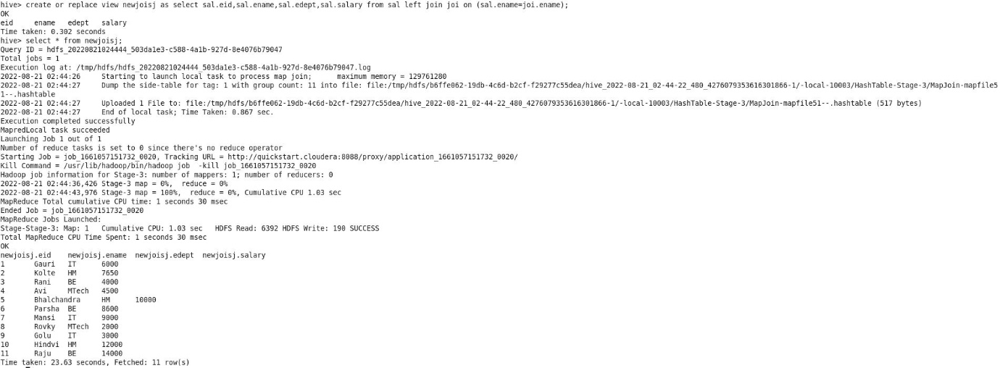 hive> create or replace view newjoisj as select sal.eid,sal.ename,sal.edept,sal.salary from sal left join joi on (sal.ename=joi.ename);
OK
eid ename edept salary
Time taken: 0.302 seconds
hive> select * from newjoisj;
Query ID = hdfs_20220821024444_503da1e3-c588-4a1b-927d-8e4076b79047
Total jobs = 1
Execution log at: /tmp/hdfs/hdfs_20220821024444_503da1e3-c588-4a1b-927d-8e4076b79047.log
2022-08-21 02:44:26 Starting to launch local task to process map join; maximum memory = 129761280
2022-08-21 02:44:27 Dump the side-table for tag: 1 with group count: 11 into file: file:/tmp/hdfs/b6ffe062-19db-4c6d-b2cf-f29277c55dea/hive_2022-08-21_02-44-22_480_4276079353616301866-1/-local-10003/HashTable-Stage-3/MapJoin-mapfile5
1--.hashtable
2022-08-21 02:44:27 Uploaded 1 File to: file:/tmp/hdfs/b6ffe062-19db-4c6d-b2cf-f29277c55dea/hive_2022-08-21_02-44-22_480_4276079353616301866-1/-local-10003/HashTable-Stage-3/MapJoin-mapfile51--.hashtable (517 bytes)
2022-08-21 02:44:27 End of local task; Time Taken: 0.867 sec.
Execution completed successfully
MapredLocal task succeeded
Launching Job 1 out of 1
Number of reduce tasks is set to 0 since there's no reduce operator
Starting Job = job_1661057151732_0020, Tracking URL = http://quickstart.cloudera:8088/proxy/application_1661057151732_0020/
Kill Command = /usr/lib/hadoop/bin/hadoop job -kill job_1661057151732_0020
Hadoop job information for Stage-3: number of mappers: 1; number of reducers: 0
2022-08-21 02:44:36,426 Stage-3 map = 0%, reduce = 0%
2022-08-21 02:44:43,976 Stage-3 map = 100%, reduce = 0%, Cumulative CPU 1.03 sec
MapReduce Total cumulative CPU time: 1 seconds 30 msec
Ended Job = job_1661057151732_0020
MapReduce Jobs Launched:
Stage-Stage-3: Map: 1 Cumulative CPU: 1.03 sec HDFS Read: 6392 HDFS Write: 190 SUCCESS
Total MapReduce CPU Time Spent: 1 seconds 30 msec
OK
newjoisj.eid newjoisj.ename newjoisj.edept newjoisj.salary
1 Gauri IT 6000
2 Kolte HM 7650
3 Rani BE 4000
4 Avi MTech 4500
5 Bhalchandra HM 10000
6 Parsha BE 8600
7 Mansi IT 9000
8 Rovky MTech 2000
9 Golu IT 3000
10 Hindvi HM 12000
11 Raju BE 14000
Time taken: 23.63 seconds, Fetched: 11 row(s)